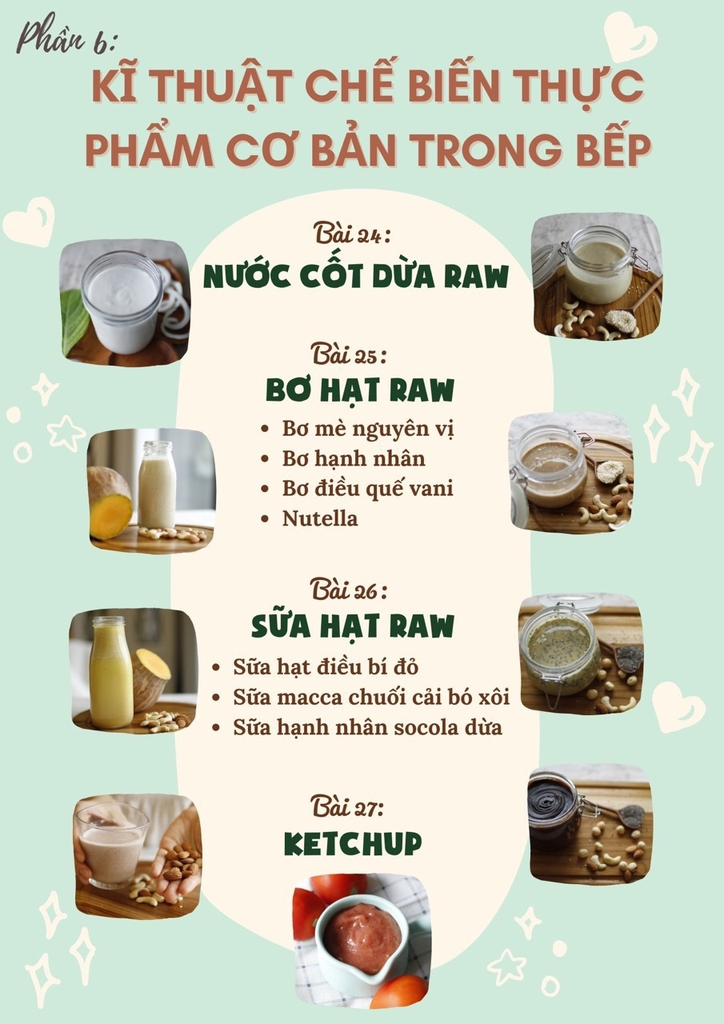 Phần 6:
KĨ THUẬT CHẾ BIẾN THỰC
PHẨM CƠ BẢN TRONG BẾP
Bài 24:
NƯỚC CỐT DỪA RAW
Bài 25:
BƠ HẠT RAW
• Bơ mè nguyên vị
• Bơ hạnh nhân
• Bơ điều quế vani
• Nutella
Bài 26:
SỮA HẠT RAW
• Sữa hạt điều bí đỏ
• Sữa macca chuối cải bó xôi
• Sữa hạnh nhân socola dừa
Bài 27:
KETCHUP